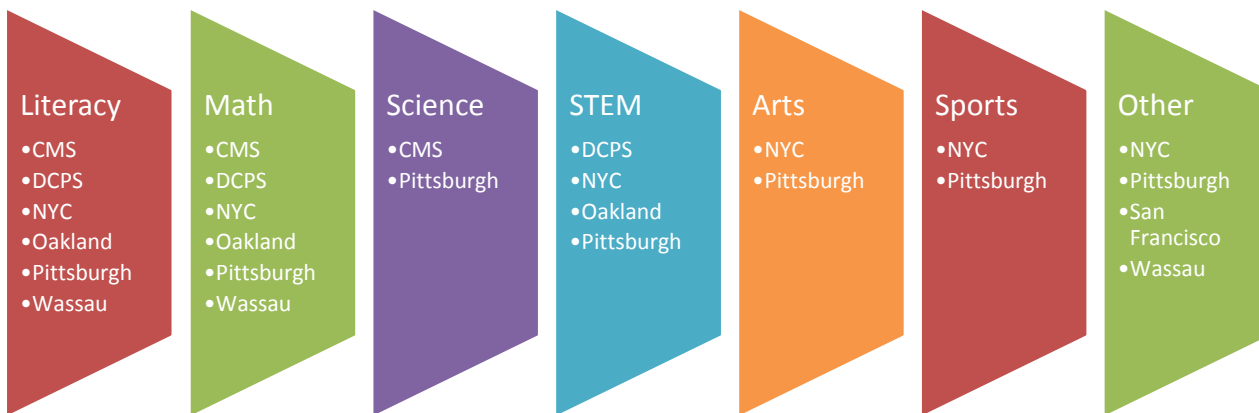 Literacy
•CMS
•DCPS
•NYC
•Oakland
•Pittsburgh
•Wassau
Math
•CMS
•DCPS
•NYC
•Oakland
•Pittsburgh
•Wassau
Science
•CMS
•Pittsburgh
STEM
•DCPS
•NYC
•Oakland
•Pittsburgh
Arts
•NYC
•Pittsburgh
Sports
•NYC
•Pittsburgh
Other
•NYC
•Pittsburgh
•San
Francisco
•Wassau